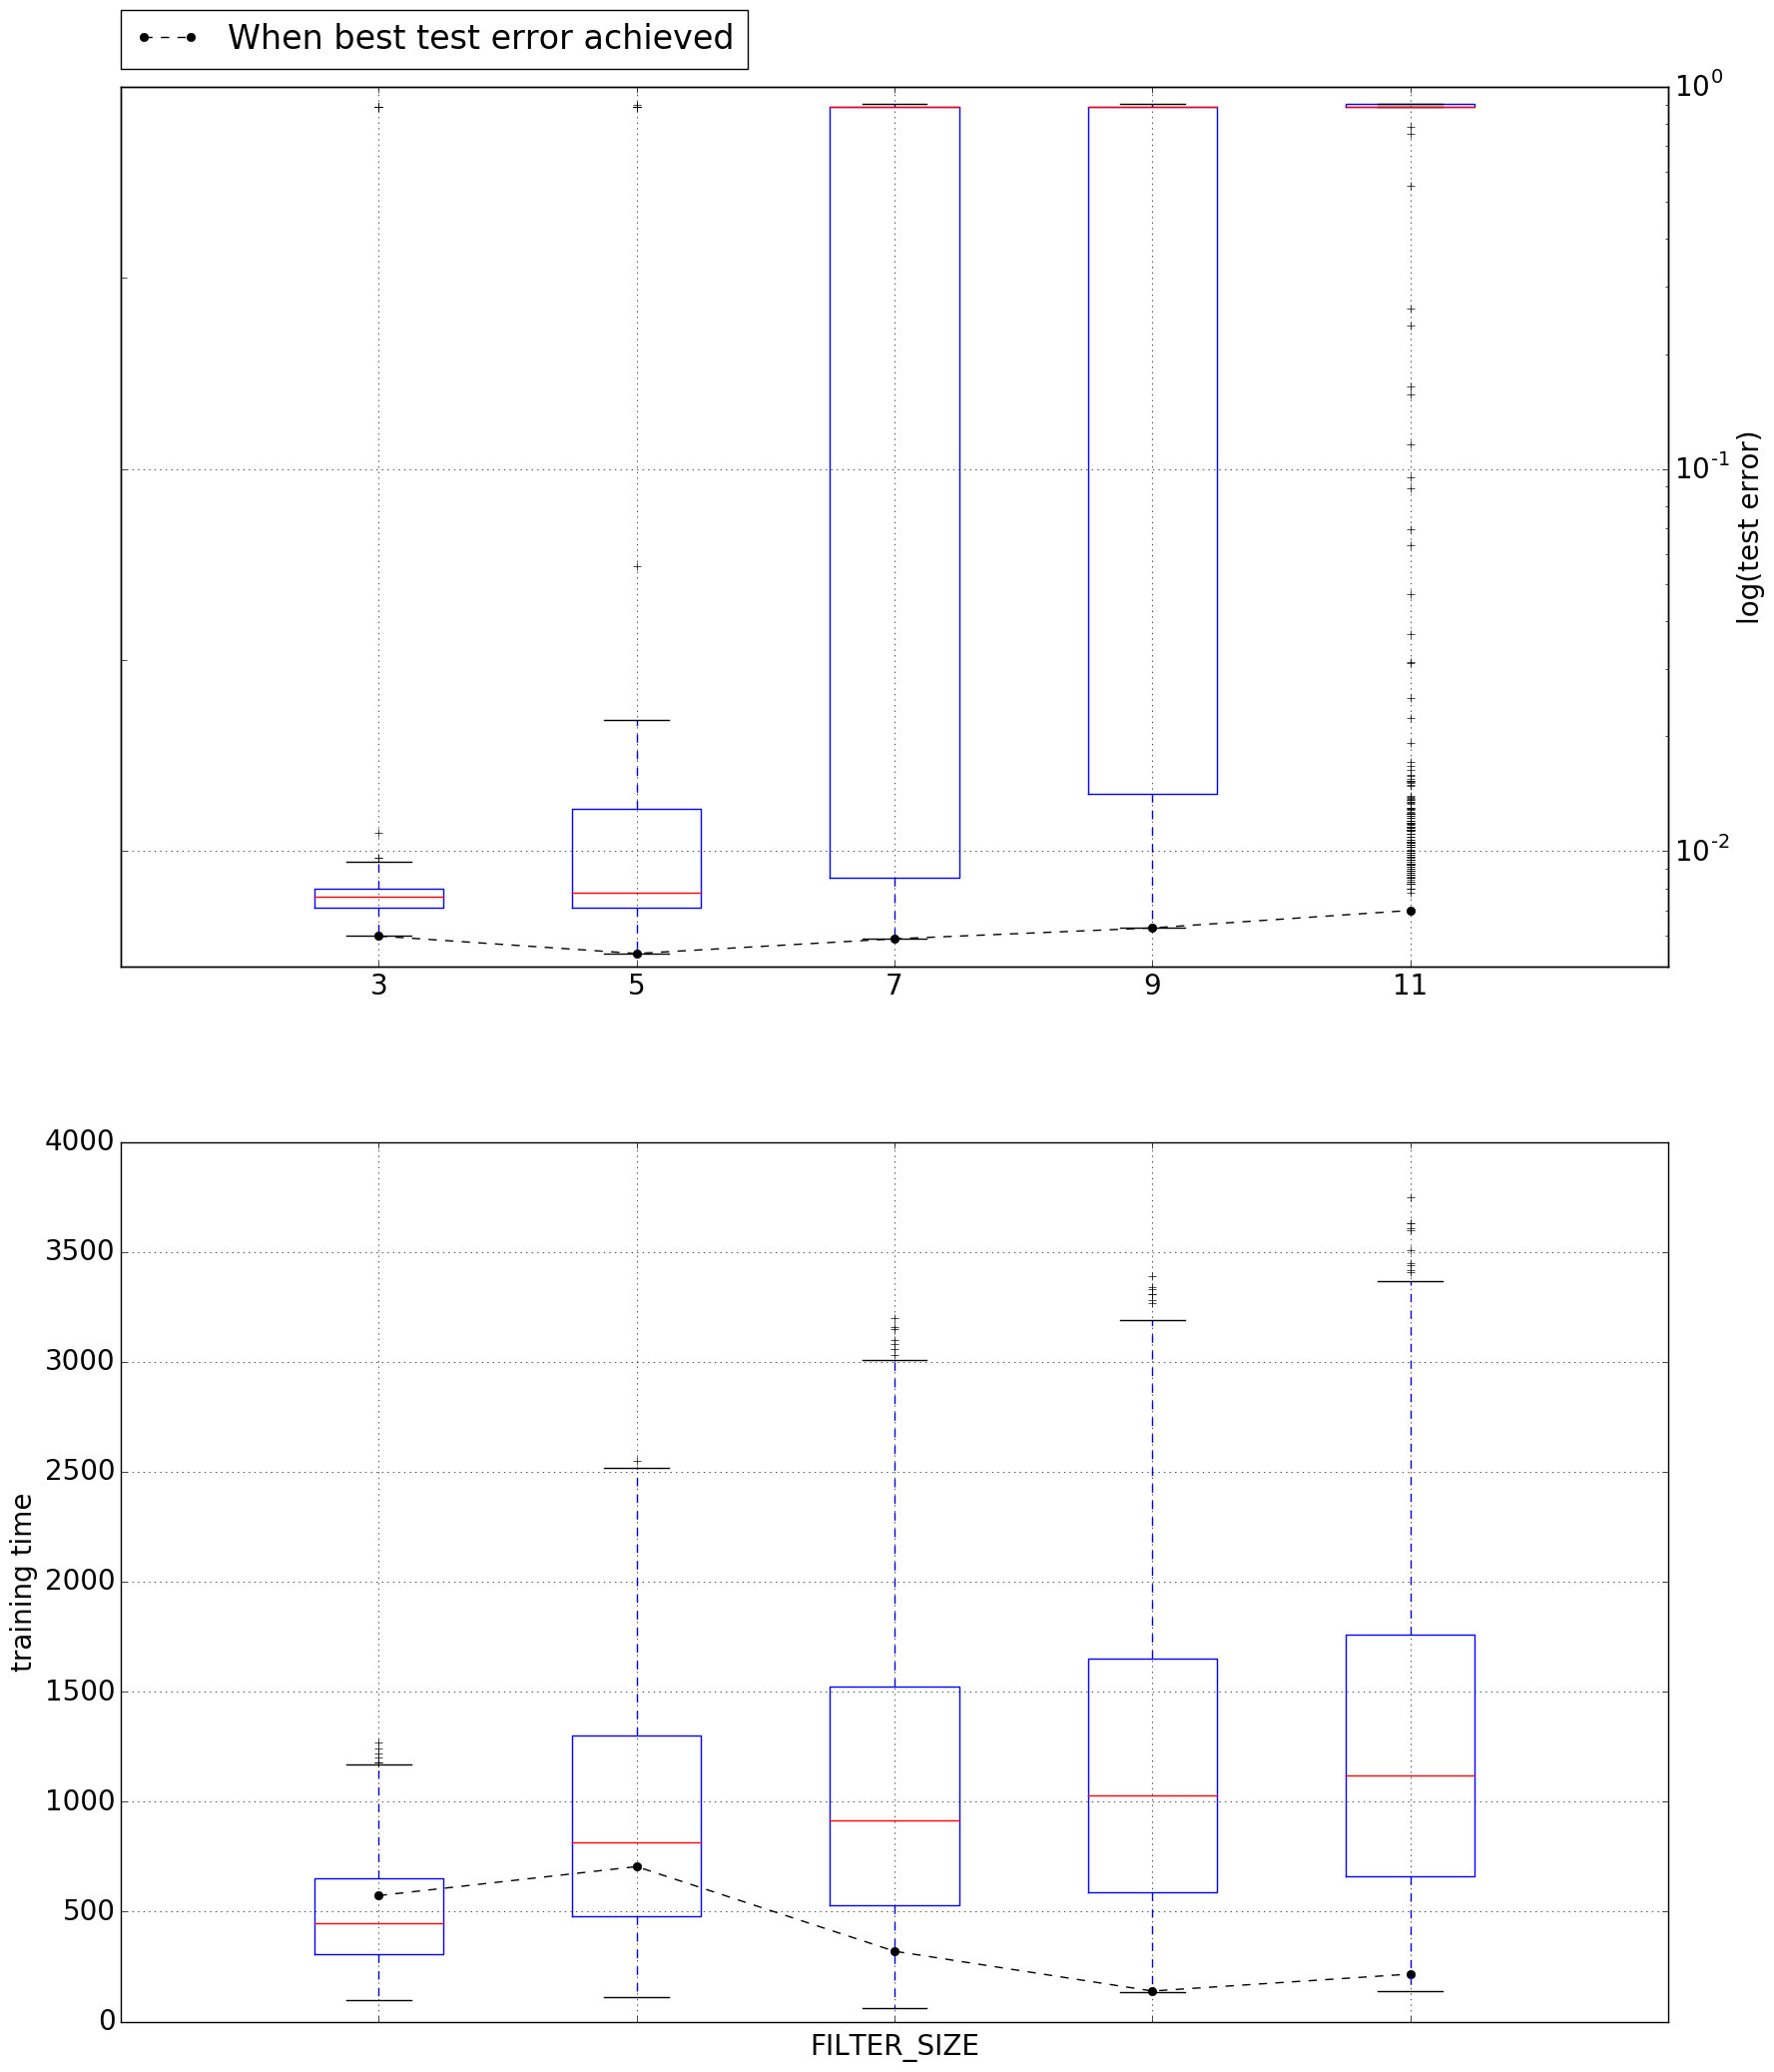 When best test error achieved
10^0
10^-1
10^-2
log(test error)
3 5 7 9 11
4000
3500
3000
2500
2000
1500
1000
500
0
training time
FILTER_SIZE